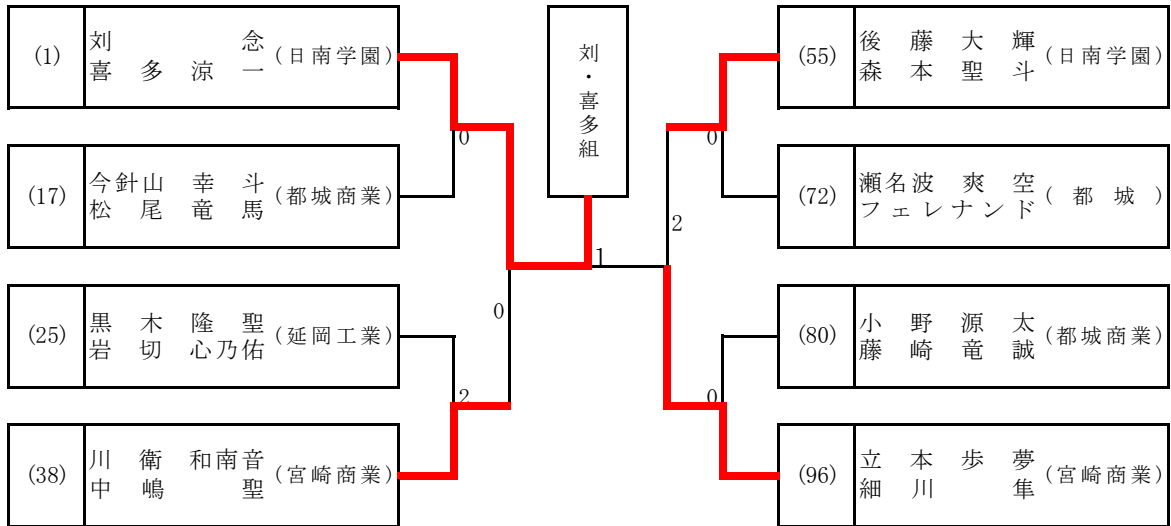 (1) 刘 念 (日南学園)
喜多涼一
0
(17) 今針山 幸斗 (都城商業)
松尾竜馬
0
(25) 黒木隆聖 (延岡工業)
岩切心乃佑
2
(38) 川衛和南音 (宮崎商業)
中嶋聖
刘・喜多組
1
(55) 後藤大輝 (日南学園)
森本聖斗
0
(72) 瀬名波 爽空 (都城)
フェレナンド
2
(80) 小野源太 (都城商業)
藤崎竜誠
0
(96) 立本歩夢 (宮崎商業)
細川隼